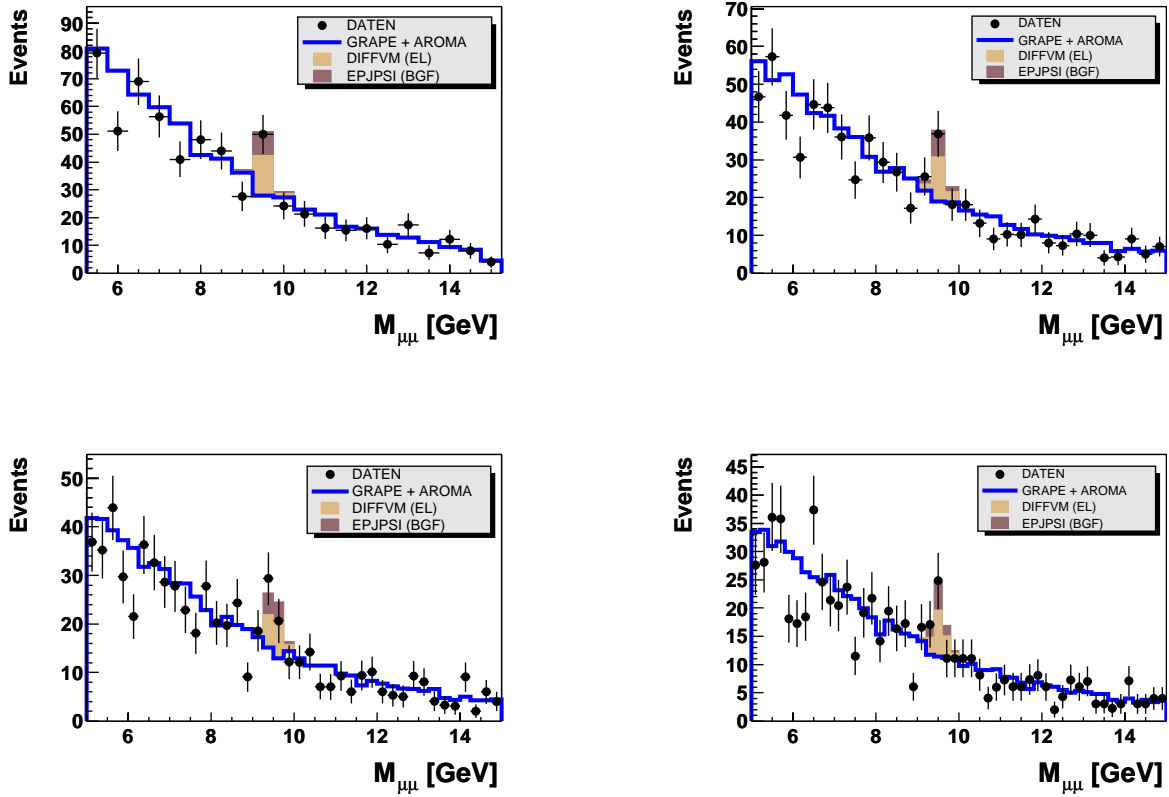 Events
90
80
70
60
50
40
30
20
10
0
6 8 10 12 14
M_μμ [GeV]
DATEN
GRAPE + AROMA
DIFFVM (EL)
EPJPSI (BGF)
Events
70
60
50
40
30
20
10
0
6 8 10 12 14
M_μμ [GeV]
DATEN
GRAPE + AROMA
DIFFVM (EL)
EPJPSI (BGF)
Events
50
40
30
20
10
0
6 8 10 12 14
M_μμ [GeV]
DATEN
GRAPE + AROMA
DIFFVM (EL)
EPJPSI (BGF)
Events
45
40
35
30
25
20
15
10
5
0
6 8 10 12 14
M_μμ [GeV]
DATEN
GRAPE + AROMA
DIFFVM (EL)
EPJPSI (BGF)